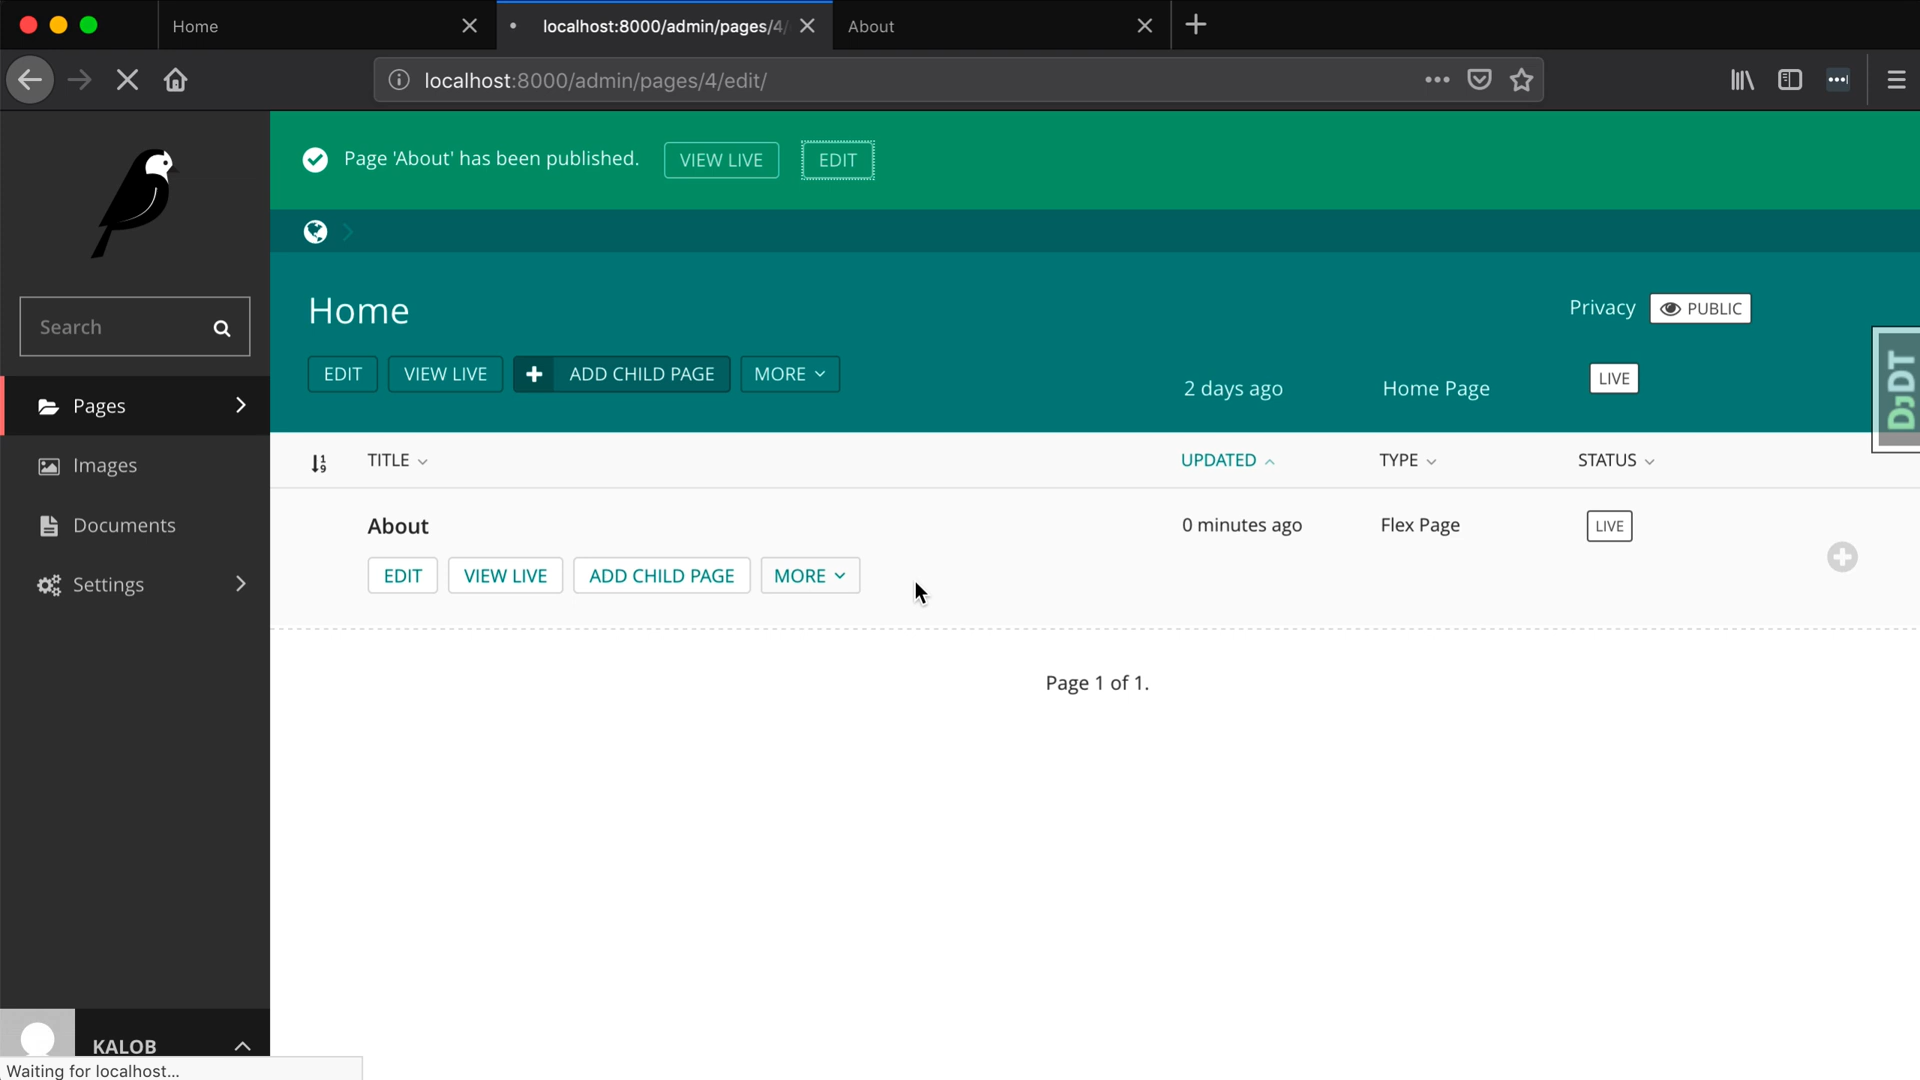 Home
localhost:8000/admin/pages/4/
About
localhost:8000/admin/pages/4/edit/
Page 'About' has been published.
VIEW LIVE
EDIT
Home
Privacy
PUBLIC
EDIT
VIEW LIVE
ADD CHILD PAGE
MORE
2 days ago
Home Page
LIVE
DjDT
Search
Pages
Images
Documents
Settings
TITLE
UPDATED
TYPE
STATUS
About
0 minutes ago
Flex Page
LIVE
EDIT
VIEW LIVE
ADD CHILD PAGE
MORE
Page 1 of 1.
KALOB
Waiting for localhost...